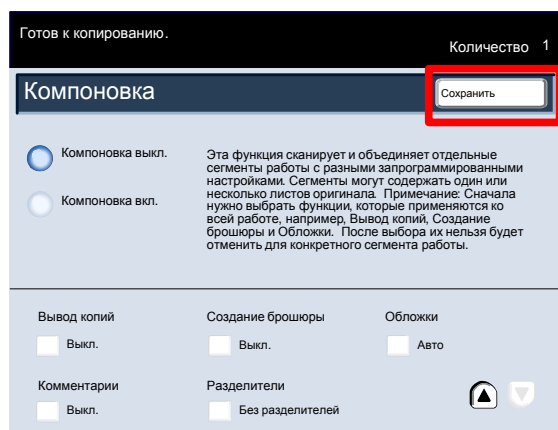 Готов к копированию.
Количество 1
Компоновка
Сохранить
Компоновка выкл.
Компоновка вкл.
Эта функция сканирует и объединяет отдельные
сегменты работы с разными запрограммированными
настройками. Сегменты могут содержать один или
несколько листов оригинала. Примечание: Сначала
нужно выбрать функции, которые применяются ко
всей работе, например, Вывод копий, Создание
брошюры и Обложки. После выбора их нельзя будет
отменить для конкретного сегмента работы.
Вывод копий
Выкл.
Создание брошюры
Выкл.
Обложки
Авто
Комментарии
Выкл.
Разделители
Без разделителей